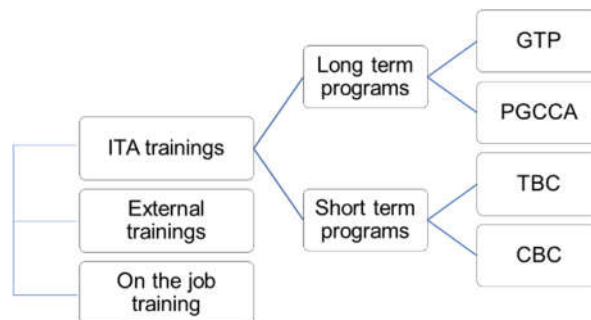 GTP
Long term
programs
PGCCA
ITA trainings
TBC
External
trainings
Short term
programs
CBC
On the job
training